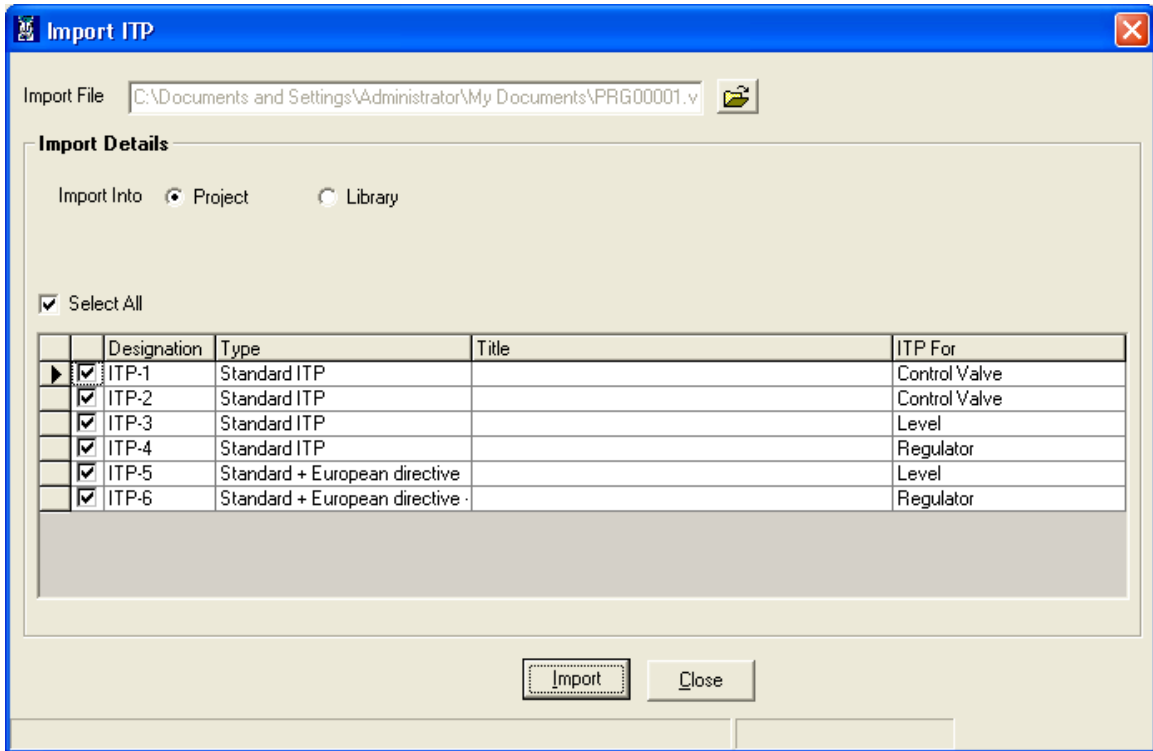 Import ITP
Import File C:\Documents and Settings\Administrator\My Documents\PRG00001.v
Import Details
Import Into Project Library
Select All
Designation Type Title ITP For
ITP-1 Standard ITP Control Valve
ITP-2 Standard ITP Control Valve
ITP-3 Standard ITP Level
ITP-4 Standard ITP Regulator
ITP-5 Standard + European directive Level
ITP-6 Standard + European directive · Regulator
Import Close